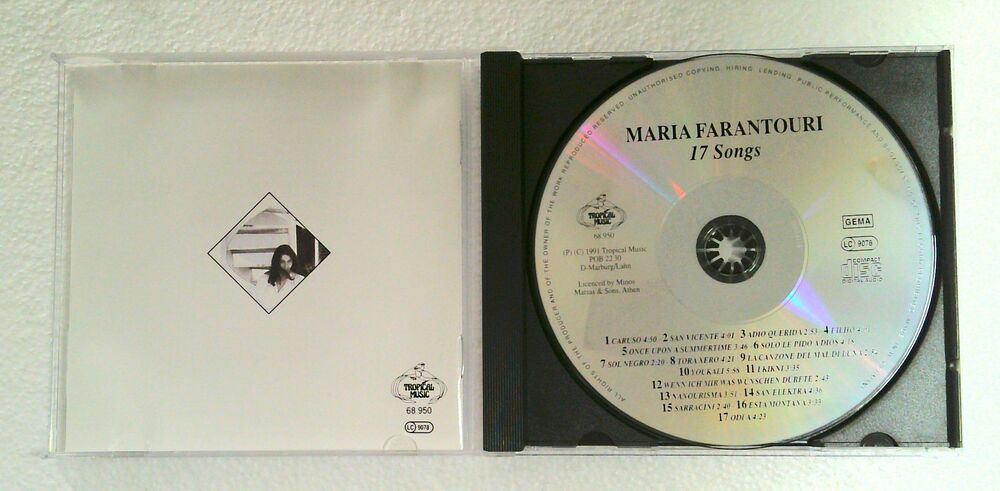 TROPICAL
MUSIC
68 950
LC 9078
ALL RIGHTS OF THE PRODUCER AND OF THE OWNER OF THE WORK REPRODUCED RESERVED. UNAUTHORISED COPYING, HIRING, LENDING, PUBLIC PERFORMANCE AND
MARIA FARANTOURI
17 Songs
TROPICAL
MUSIC
68.950
(P) (C) 1991 Tropical Music
POB 22 30
D-Marburg/Lahn
Licenced by Minos
Matsas & Sons, Athen
GEMA
LC 9078
COMPACT
disc
DIGITAL AUDIO
1 CARUSO 4:50 2 SAN VICENTE 4:01 3 ADIO QUERIDA 2:53 4 FILHO
5 ONCE UPON A SUMMERTIME 3:46 6 SOLO LE PIDO A DIOS 4:18
7 SOL NEGRO 2:20 8 TORA XERO 4:21 9 LA CANZONE DEL MAL DI LUNA
10 YOUKALI 5:58 11 I.KIKNI 3:35
12 WENN ICH MIR WAS WUNSCHEN DURFTE 2:43
13 NANOURISMA 3:51 14 SAN ELEKTRA 4:36
15 SARRACINI 2:40 16 ESTA MONTANA 3:33
17 ODI A 4:23